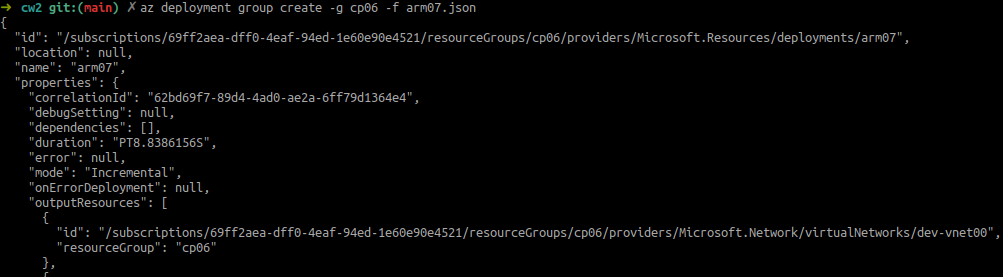 ➜ cw2 git:(main) ✗ az deployment group create -g cp06 -f arm07.json
{
  "id": "/subscriptions/69ff2aea-dff0-4eaf-94ed-1e60e90e4521/resourceGroups/cp06/providers/Microsoft.Resources/deployments/arm07",
  "location": null,
  "name": "arm07",
  "properties": {
    "correlationId": "62bd69f7-89d4-4ad0-ae2a-6ff79d1364e4",
    "debugSetting": null,
    "dependencies": [],
    "duration": "PT8.8386156S",
    "error": null,
    "mode": "Incremental",
    "onErrorDeployment": null,
    "outputResources": [
      {
        "id": "/subscriptions/69ff2aea-dff0-4eaf-94ed-1e60e90e4521/resourceGroups/cp06/providers/Microsoft.Network/virtualNetworks/dev-vnet00",
        "resourceGroup": "cp06"
      },